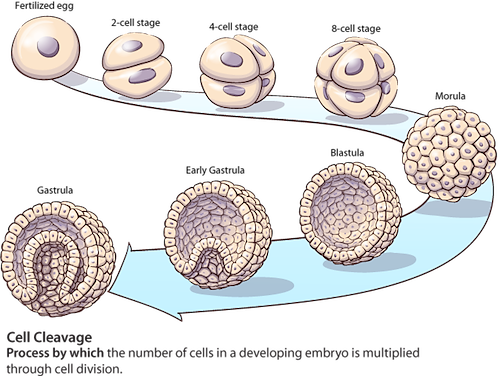 Fertilized egg
2-cell stage
4-cell stage
8-cell stage
Morula
Blastula
Early Gastrula
Gastrula
Cell Cleavage
Process by which the number of cells in a developing embryo is multiplied
through cell division.